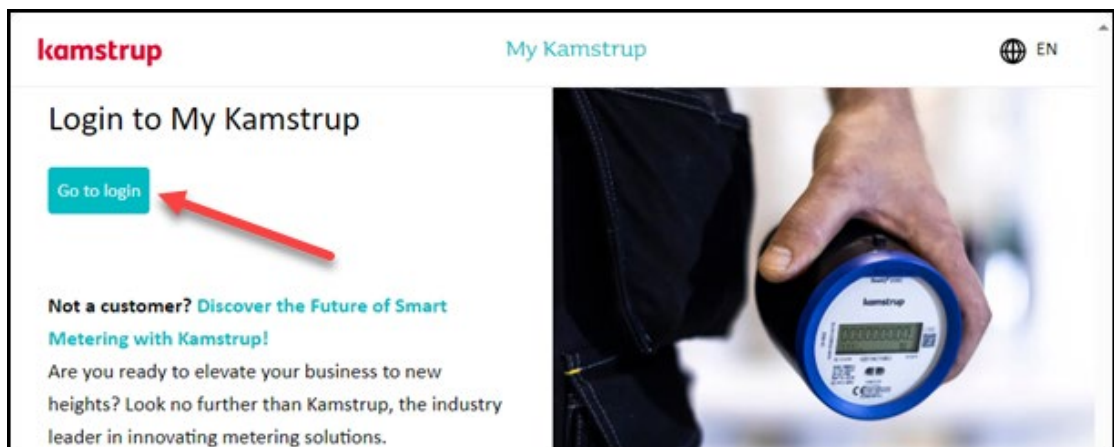 kamstrup
My Kamstrup
EN
Login to My Kamstrup
Go to login
Not a customer? Discover the Future of Smart
Metering with Kamstrup!
Are you ready to elevate your business to new
heights? Look no further than Kamstrup, the industry
leader in innovating metering solutions.
kamstrup